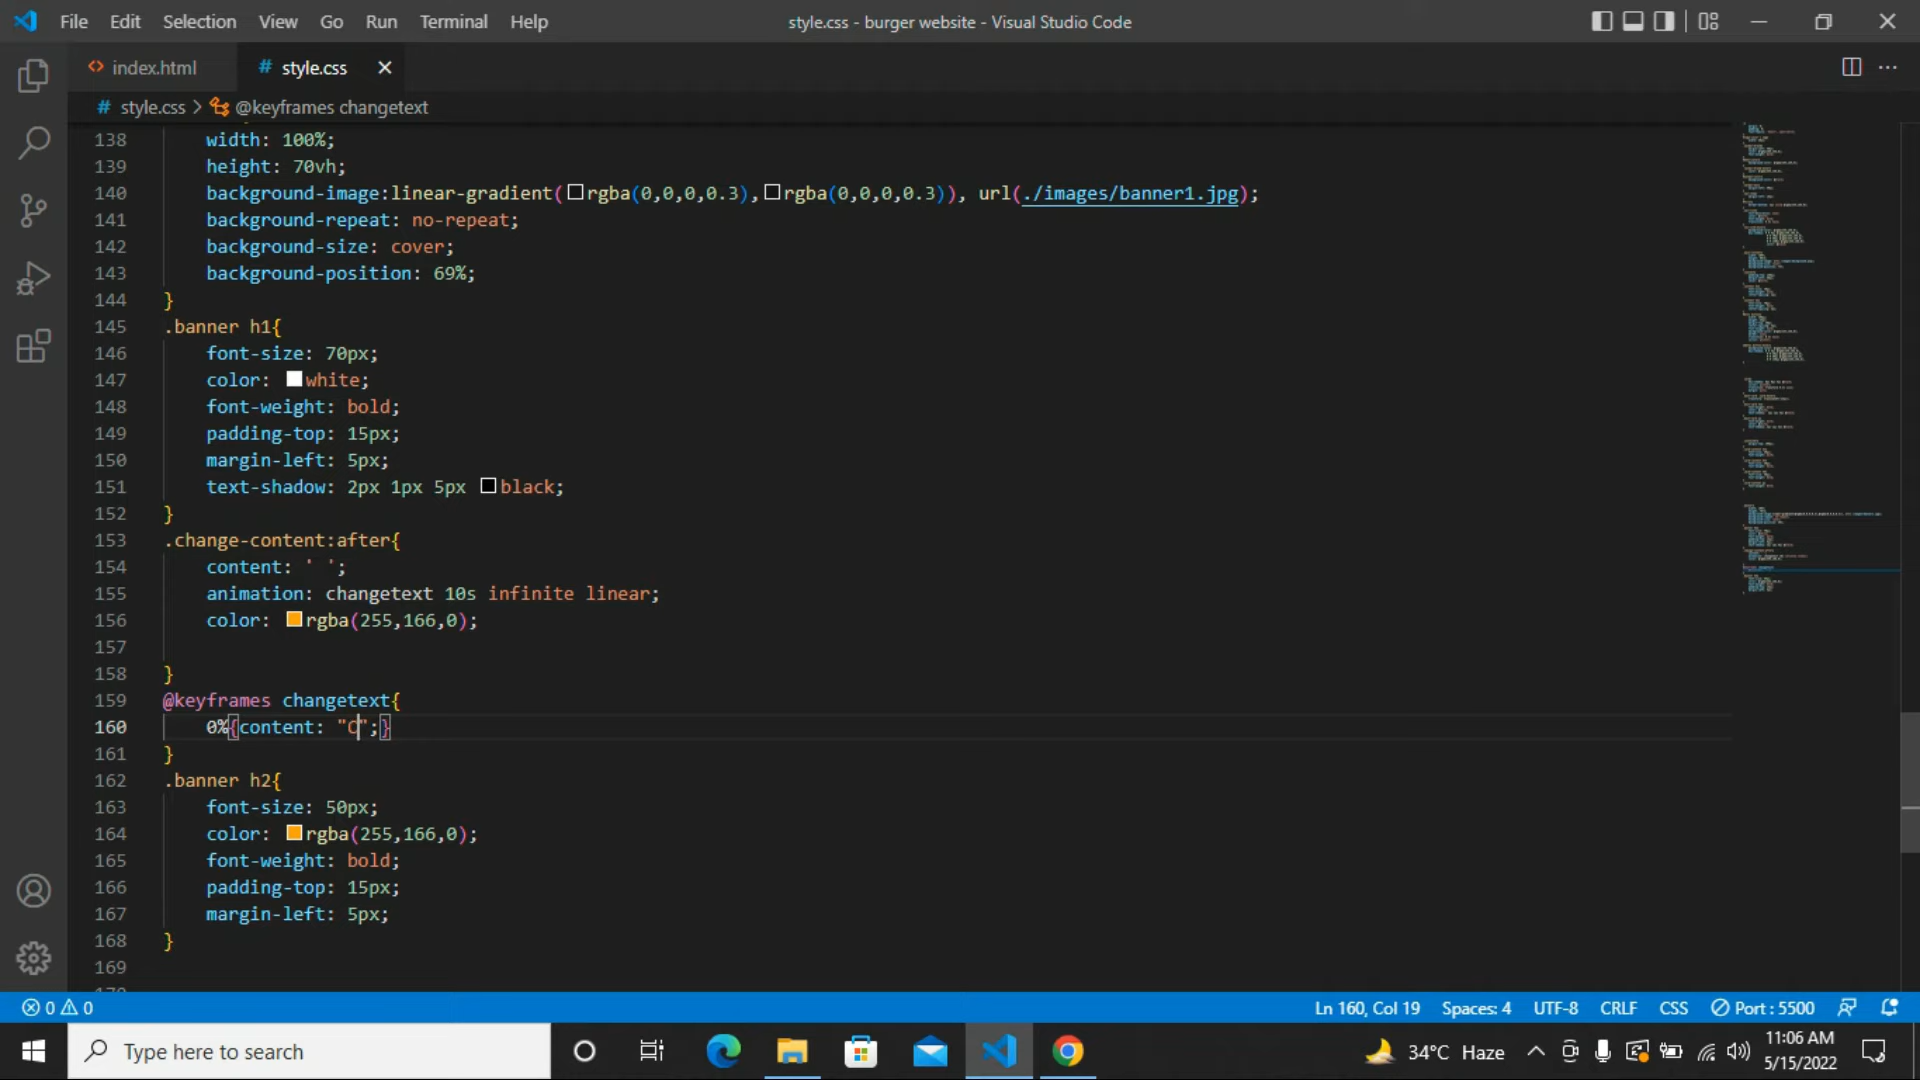 File Edit Selection View Go Run Terminal Help
style.css - burger website - Visual Studio Code
index.html
# style.css
# style.css > @keyframes changetext
138 width: 100%;
139 height: 70vh;
140 background-image:linear-gradient(rgba(0,0,0,0.3),rgba(0,0,0,0.3)), url(./images/banner1.jpg);
141 background-repeat: no-repeat;
142 background-size: cover;
143 background-position: 69%;
144 }
145 .banner h1{
146 font-size: 70px;
147 color: white;
148 font-weight: bold;
149 padding-top: 15px;
150 margin-left: 5px;
151 text-shadow: 2px 1px 5px black;
152 }
153 .change-content:after{
154 content: ' ';
155 animation: changetext 10s infinite linear;
156 color: rgba(255,166,0);
157
158 }
159 @keyframes changetext{
160 0%{content: "C";}
161 }
162 .banner h2{
163 font-size: 50px;
164 color: rgba(255,166,0);
165 font-weight: bold;
166 padding-top: 15px;
167 margin-left: 5px;
168 }
169
0 0
Ln 160, Col 19 Spaces: 4 UTF-8 CRLF CSS Port : 5500
Type here to search
34°C Haze
11:06 AM
5/15/2022